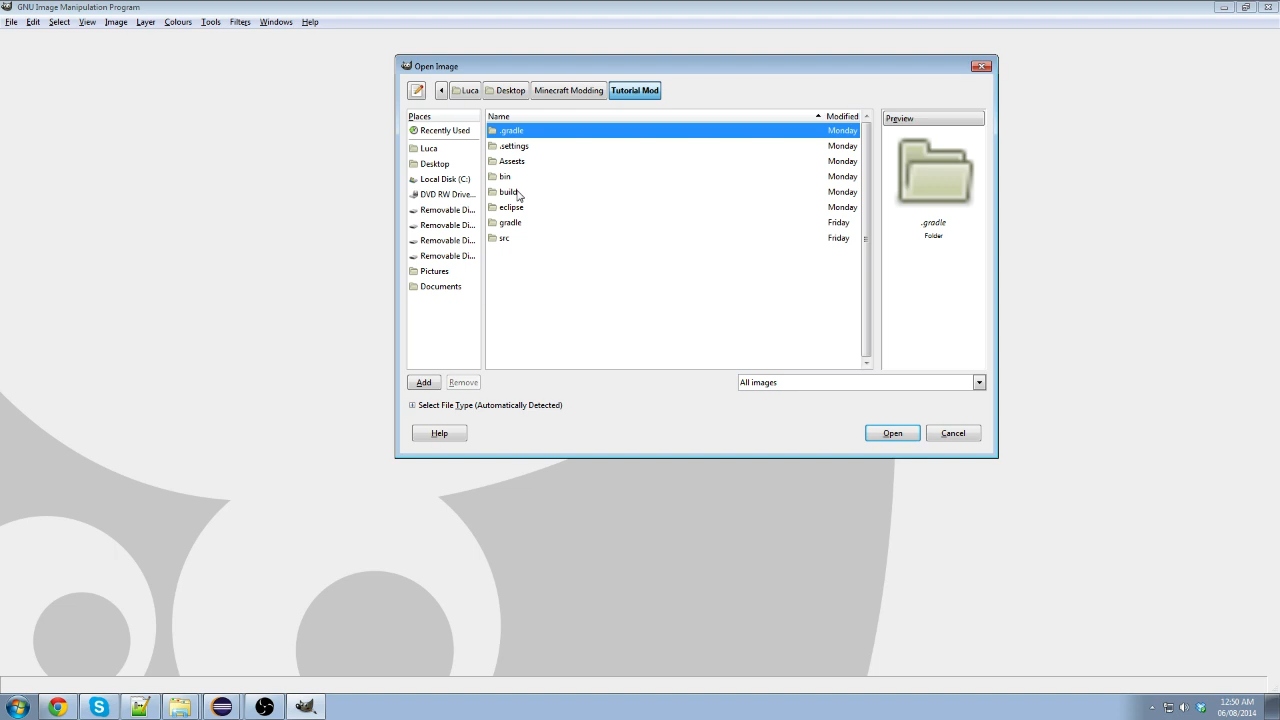 GNU Image Manipulation Program
File Edit Select View Image Layer Colours Tools Filters Windows Help
Open Image
Luca Desktop Minecraft Modding Tutorial Mod
Places
Recently Used
Luca
Desktop
Local Disk (C:)
DVD RW Drive...
Removable Di...
Removable Di...
Removable Di...
Removable Di...
Pictures
Documents
Name Modified
.gradle Monday
.settings Monday
Assests Monday
bin Monday
build Monday
eclipse Monday
gradle Friday
src Friday
Preview
.gradle
Folder
Add Remove
All images
Select File Type (Automatically Detected)
Help Open Cancel
12:50 AM
06/08/2014